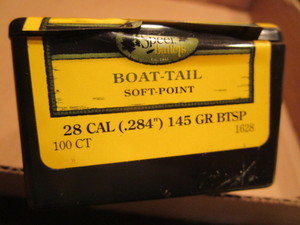 Speer
BOAT-TAIL
SOFT-POINT
28 CAL (.284") 145 GR BTSP
100 CT
1628